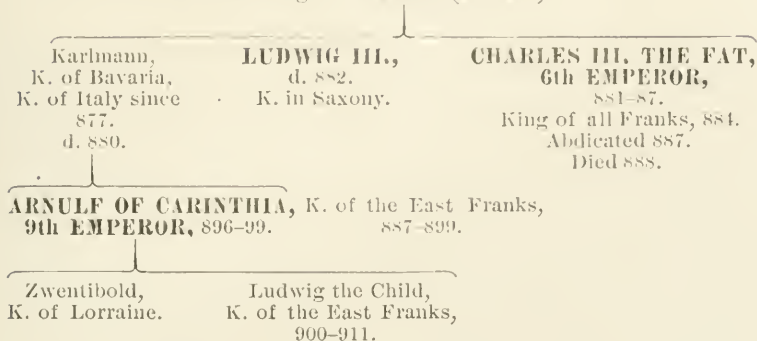 Karlmann,
K. of Bavaria,
K. of Italy since
877.
d. 880.
LUDWIG III.,
d. 882.
K. in Saxony.
CHARLES III. THE FAT,
6th EMPEROR,
881–87.
King of all Franks, 884.
Abdicated 887.
Died 888.
ARNULF OF CARINTHIA, K. of the East Franks,
9th EMPEROR, 896–99. 887–899.
Zwentibold,
K. of Lorraine.
Ludwig the Child,
K. of the East Franks,
900–911.